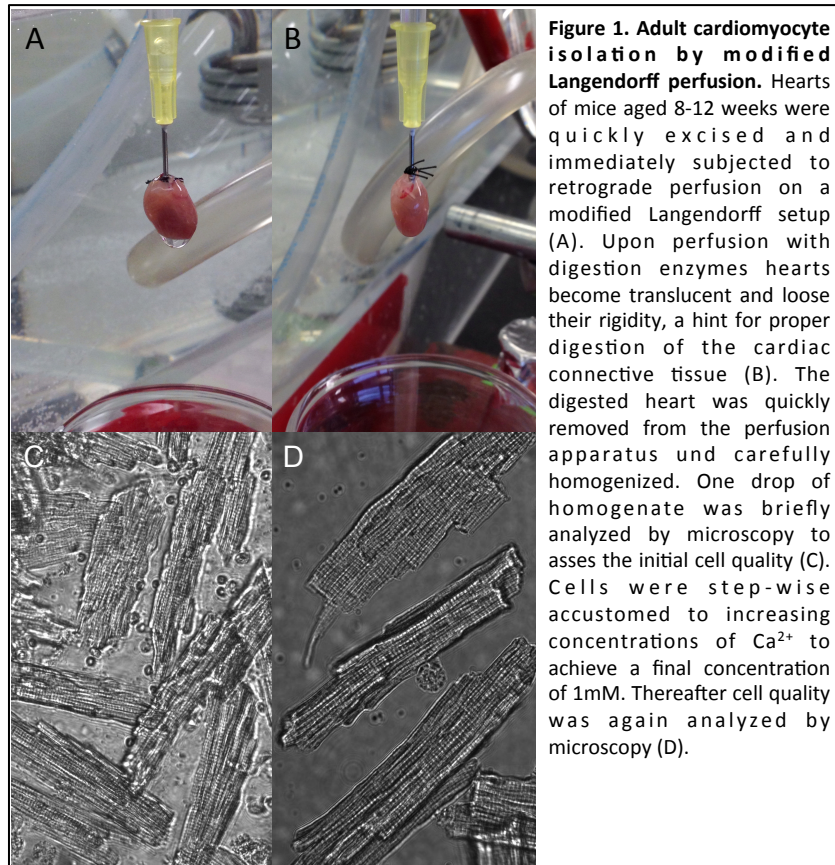 A
B
C
D
Figure 1. Adult cardiomyocyte
isolation by modified
Langendorff perfusion. Hearts
of mice aged 8-12 weeks were
quickly excised and
immediately subjected to
retrograde perfusion on a
modified Langendorff setup
(A). Upon perfusion with
digestion enzymes hearts
become translucent and loose
their rigidity, a hint for proper
digestion of the cardiac
connective tissue (B). The
digested heart was quickly
removed from the perfusion
apparatus und carefully
homogenized. One drop of
homogenate was briefly
analyzed by microscopy to
asses the initial cell quality (C).
Cells were step-wise
accustomed to increasing
concentrations of Ca²⁺ to
achieve a final concentration
of 1mM. Thereafter cell quality
was again analyzed by
microscopy (D).